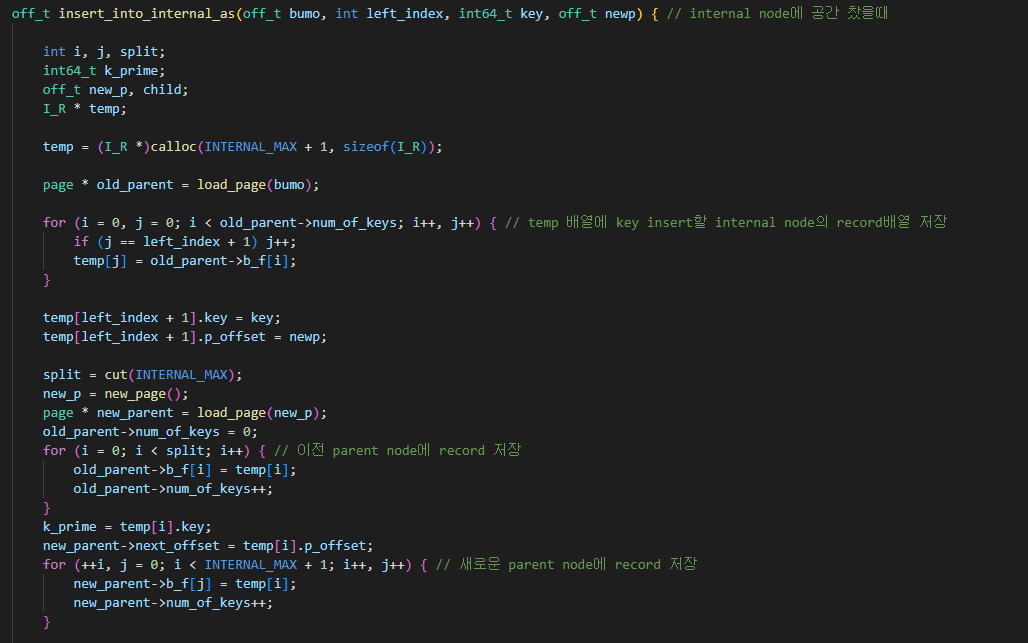 off_t insert_into_internal_as(off_t bumo, int left_index, int64_t key, off_t newp) { // internal node에 공간 찼을때
int i, j, split;
int64_t k_prime;
off_t new_p, child;
I_R * temp;
temp = (I_R *)calloc(INTERNAL_MAX + 1, sizeof(I_R));
page * old_parent = load_page(bumo);
for (i = 0, j = 0; i < old_parent->num_of_keys; i++, j++) { // temp 배열에 key insert할 internal node의 record배열 저장
if (j == left_index + 1) j++;
temp[j] = old_parent->b_f[i];
}
temp[left_index + 1].key = key;
temp[left_index + 1].p_offset = newp;
split = cut(INTERNAL_MAX);
new_p = new_page();
page * new_parent = load_page(new_p);
old_parent->num_of_keys = 0;
for (i = 0; i < split; i++) { // 이전 parent node에 record 저장
old_parent->b_f[i] = temp[i];
old_parent->num_of_keys++;
}
k_prime = temp[i].key;
new_parent->next_offset = temp[i].p_offset;
for (++i, j = 0; i < INTERNAL_MAX + 1; i++, j++) { // 새로운 parent node에 record 저장
new_parent->b_f[j] = temp[i];
new_parent->num_of_keys++;
}